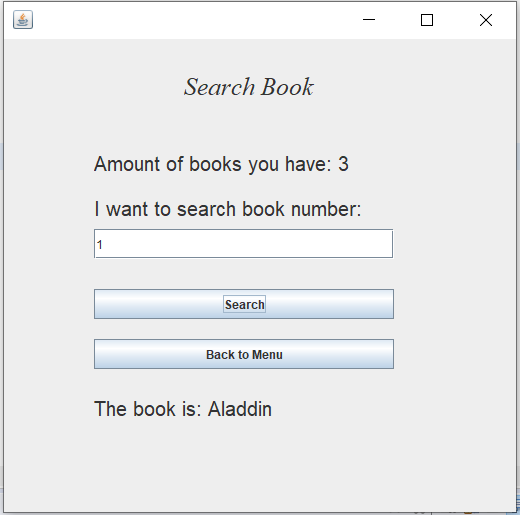 Search Book
Amount of books you have: 3
I want to search book number:
1
Search
Back to Menu
The book is: Aladdin